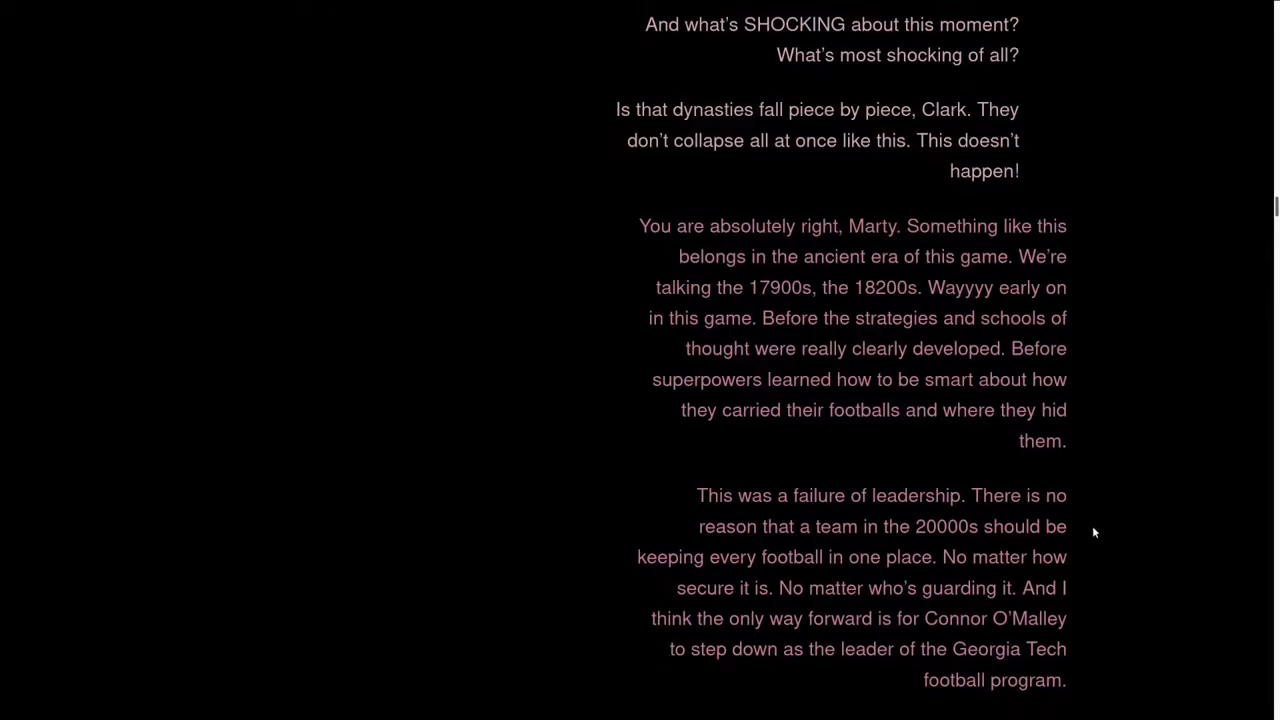 And what’s SHOCKING about this moment?
What’s most shocking of all?
Is that dynasties fall piece by piece, Clark. They
don’t collapse all at once like this. This doesn’t
happen!
You are absolutely right, Marty. Something like this
belongs in the ancient era of this game. We’re
talking the 17900s, the 18200s. Wayyyy early on
in this game. Before the strategies and schools of
thought were really clearly developed. Before
superpowers learned how to be smart about how
they carried their footballs and where they hid
them.
This was a failure of leadership. There is no
reason that a team in the 20000s should be
keeping every football in one place. No matter how
secure it is. No matter who’s guarding it. And I
think the only way forward is for Connor O’Malley
to step down as the leader of the Georgia Tech
football program.